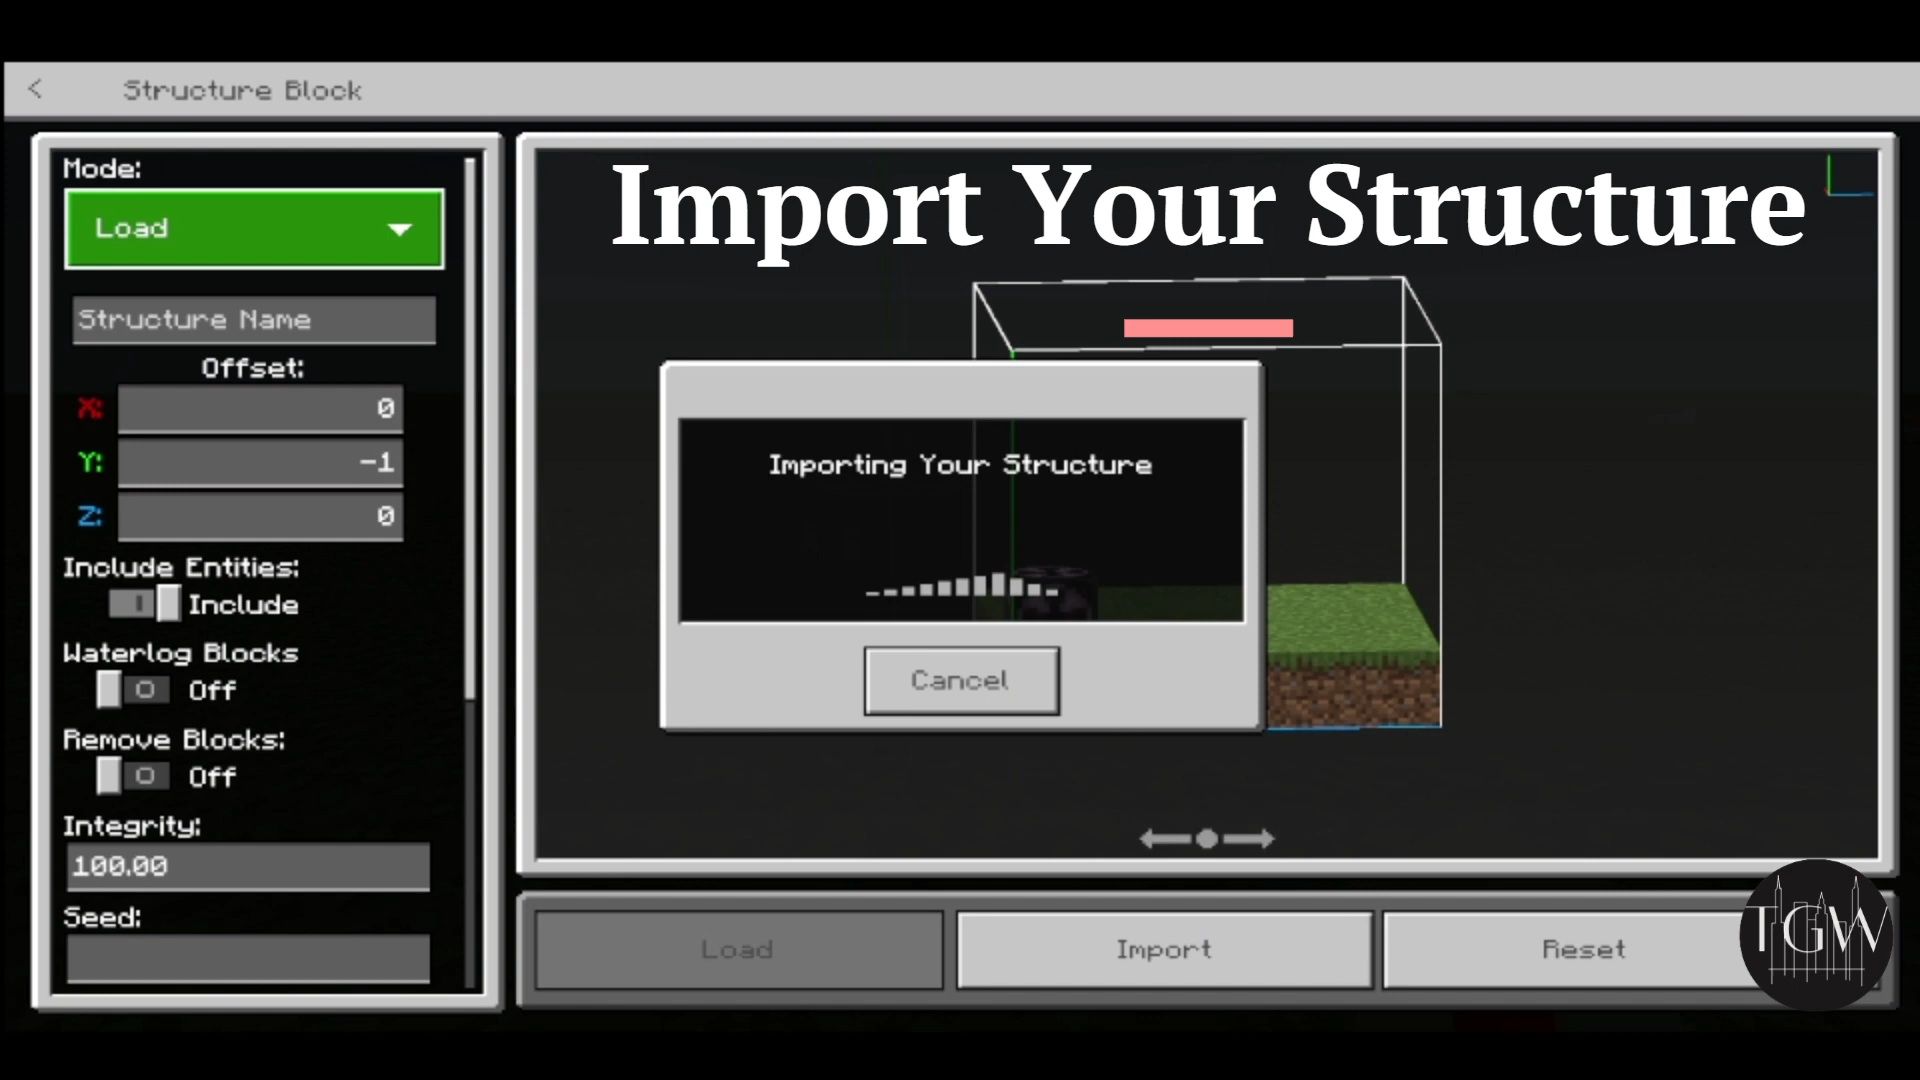 < Structure Block
Mode:
Load
Structure Name
Offset:
X: 0
Y: -1
Z: 0
Include Entities:
Include
Waterlog Blocks
Off
Remove Blocks:
Off
Integrity:
100.00
Seed:
Import Your Structure
Importing Your Structure
Cancel
Load
Import
Reset
TGW